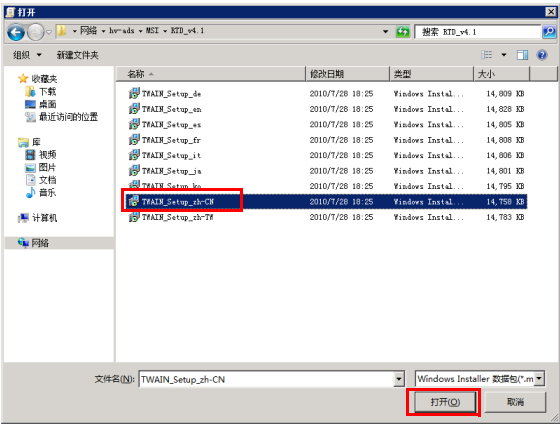 打开
网络 hv-ads MSI RTD_v4.1
搜索 RTD_v4.1
组织 新建文件夹
收藏夹
下载
桌面
最近访问的位置
库
视频
图片
文档
音乐
计算机
网络
名称 修改日期 类型 大小
TWAIN_Setup_de 2010/7/28 18:25 Windows Instal... 14,809 KB
TWAIN_Setup_en 2010/7/28 18:25 Windows Instal... 14,828 KB
TWAIN_Setup_es 2010/7/28 18:25 Windows Instal... 14,805 KB
TWAIN_Setup_fr 2010/7/28 18:25 Windows Instal... 14,808 KB
TWAIN_Setup_it 2010/7/28 18:25 Windows Instal... 14,806 KB
TWAIN_Setup_ja 2010/7/28 18:25 Windows Instal... 14,801 KB
TWAIN_Setup_ko 2010/7/28 18:25 Windows Instal... 14,795 KB
TWAIN_Setup_zh-CN 2010/7/28 18:25 Windows Instal... 14,758 KB
TWAIN_Setup_zh-TW 2010/7/28 18:25 Windows Instal... 14,783 KB
文件名(N): TWAIN_Setup_zh-CN
Windows Installer 数据包(*.m
打开(O) 取消